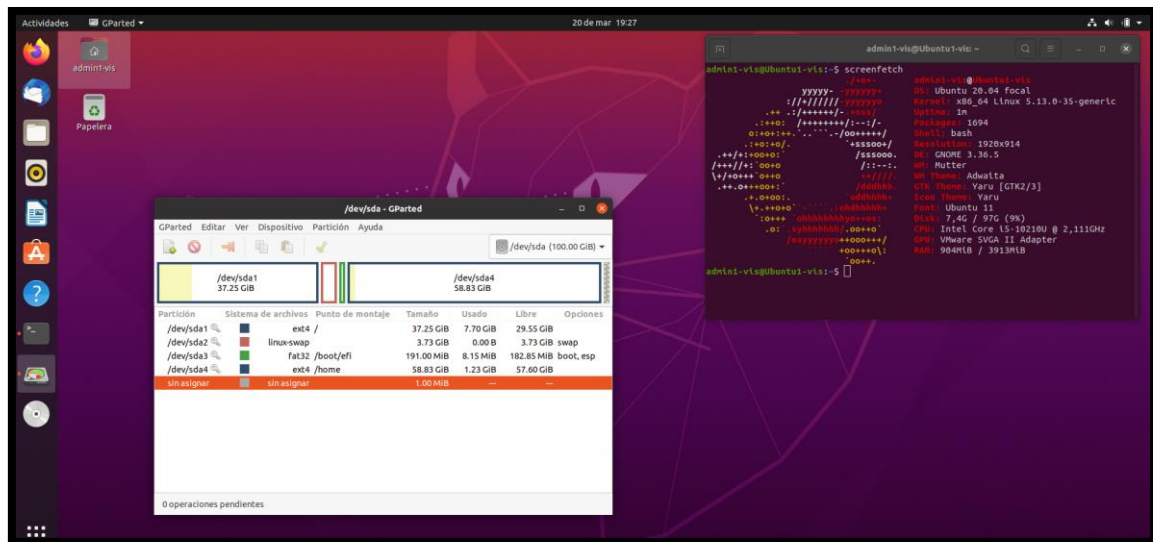 Actividades GParted 20 de mar 19:27
admin1-vis
Papelera
/dev/sda - GParted
GParted Editar Ver Dispositivo Partición Ayuda
/dev/sda (100.00 GiB)
/dev/sda1
37.25 GiB
/dev/sda4
58.83 GiB
Partición Sistema de archivos Punto de montaje Tamaño Usado Libre Opciones
/dev/sda1 ext4 / 37.25 GiB 7.70 GiB 29.55 GiB
/dev/sda2 linux-swap 3.73 GiB 0.00 B 3.73 GiB swap
/dev/sda3 fat32 /boot/efi 191.00 MiB 8.15 MiB 182.85 MiB boot, esp
/dev/sda4 ext4 /home 58.83 GiB 1.23 GiB 57.60 GiB
sin asignar sin asignar 1.00 MiB — —
0 operaciones pendientes
admin1-vis@Ubuntu1-vis: ~
admin1-vis@Ubuntu1-vis:~$ screenfetch
admin1-vis@Ubuntu1-vis
OS: Ubuntu 20.04 focal
Kernel: x86_64 Linux 5.13.0-35-generic
Uptime: 1m
Packages: 1694
Shell: bash
Resolution: 1920x914
DE: GNOME 3.36.5
WM: Mutter
WM Theme: Adwaita
GTK Theme: Yaru [GTK2/3]
Icon Theme: Yaru
Font: Ubuntu 11
Disk: 7,4G / 97G (9%)
CPU: Intel Core i5-10210U @ 2,111GHz
GPU: VMware SVGA II Adapter
RAM: 904MiB / 3913MiB
admin1-vis@Ubuntu1-vis:~$